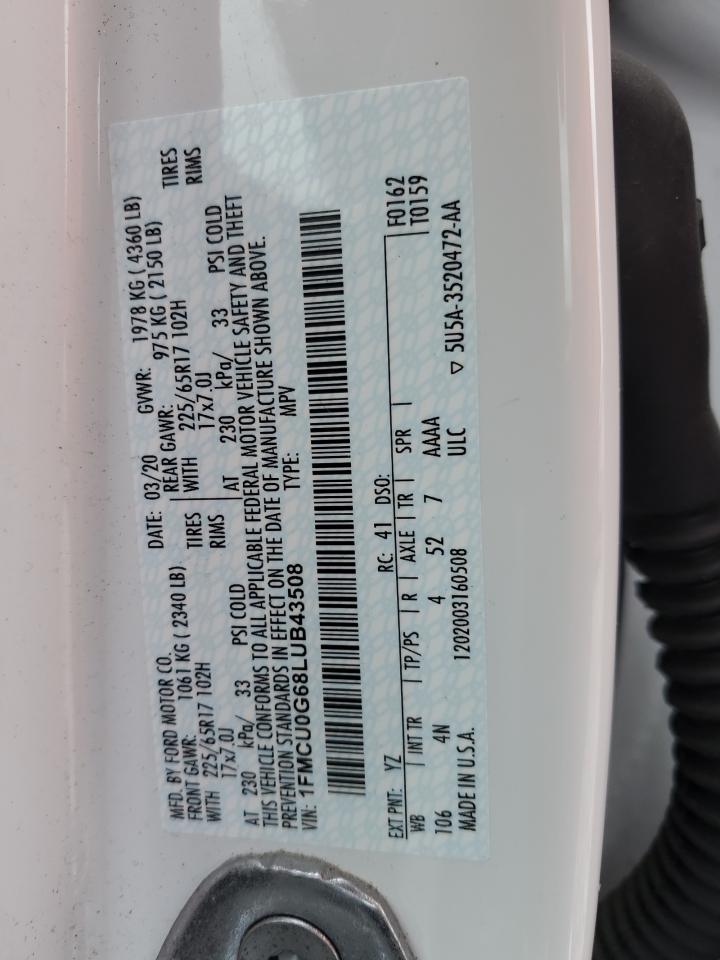 MFD. BY FORD MOTOR CO.
DATE: 03/20 GVWR: 1978 KG ( 4360 LB)
FRONT GAWR: 1061 KG ( 2340 LB) REAR GAWR: 975 KG ( 2150 LB)
WITH 225/65R17 102H TIRES WITH 225/65R17 102H TIRES
17x7.0J RIMS 17x7.0J RIMS
AT 230 kPa/ 33 PSI COLD AT 230 kPa/ 33 PSI COLD
THIS VEHICLE CONFORMS TO ALL APPLICABLE FEDERAL MOTOR VEHICLE SAFETY AND THEFT
PREVENTION STANDARDS IN EFFECT ON THE DATE OF MANUFACTURE SHOWN ABOVE.
VIN: 1FMCU0G68LUB43508 TYPE: MPV
EXT PNT: YZ RC: 41 DSO: F0162
WB INT TR TP/PS R AXLE TR SPR T0159
106 4N 4 52 7 AAAA
MADE IN U.S.A. 1202003160508 ULC ▽ 5U5A-3520472-AA